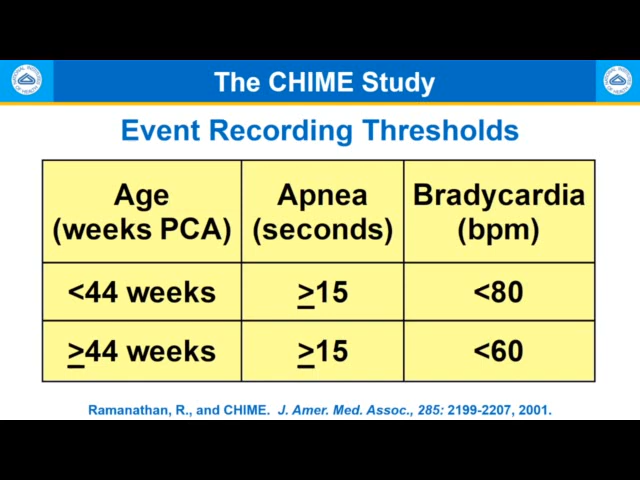 The CHIME Study
Event Recording Thresholds
Age
(weeks PCA)
Apnea
(seconds)
Bradycardia
(bpm)
<44 weeks
≥15
<80
≥44 weeks
≥15
<60
Ramanathan, R., and CHIME. J. Amer. Med. Assoc., 285: 2199-2207, 2001.